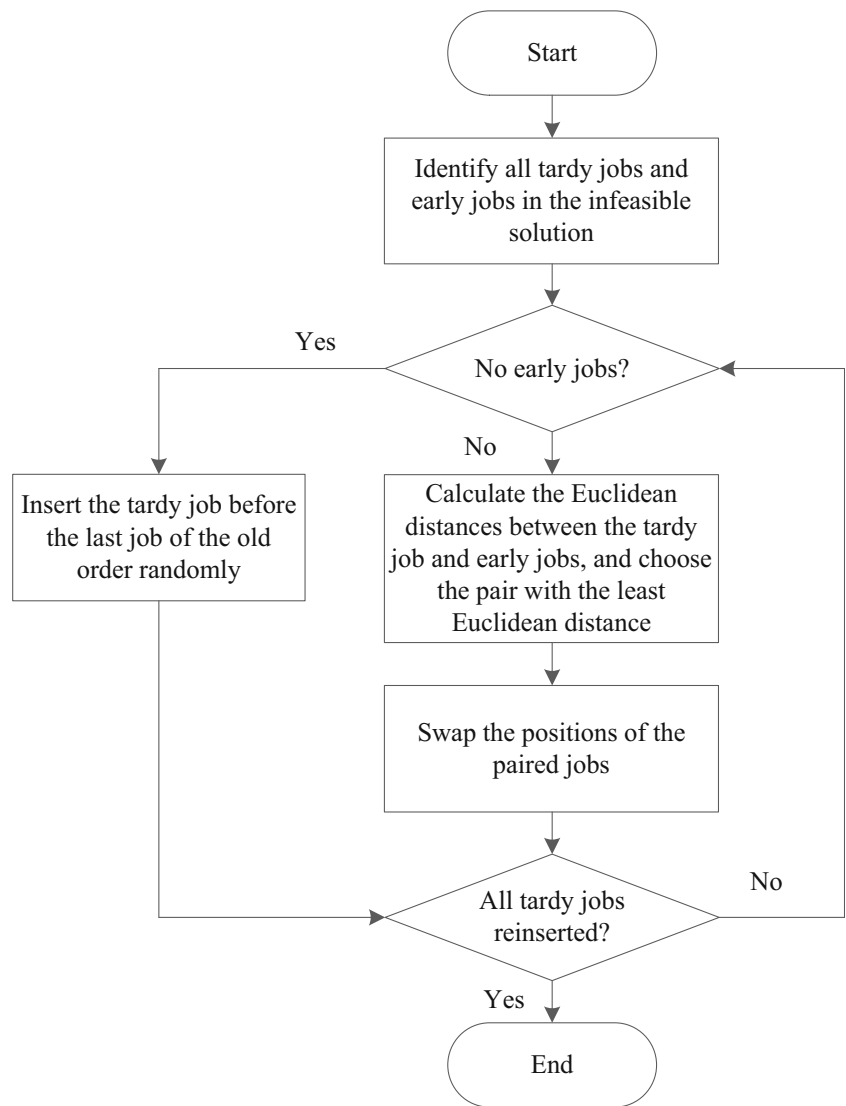 Start
Identify all tardy jobs and
early jobs in the infeasible
solution
Yes
No early jobs?
No
Insert the tardy job before
the last job of the old
order randomly
Calculate the Euclidean
distances between the tardy
job and early jobs, and choose
the pair with the least
Euclidean distance
Swap the positions of the
paired jobs
No
All tardy jobs
reinserted?
Yes
End